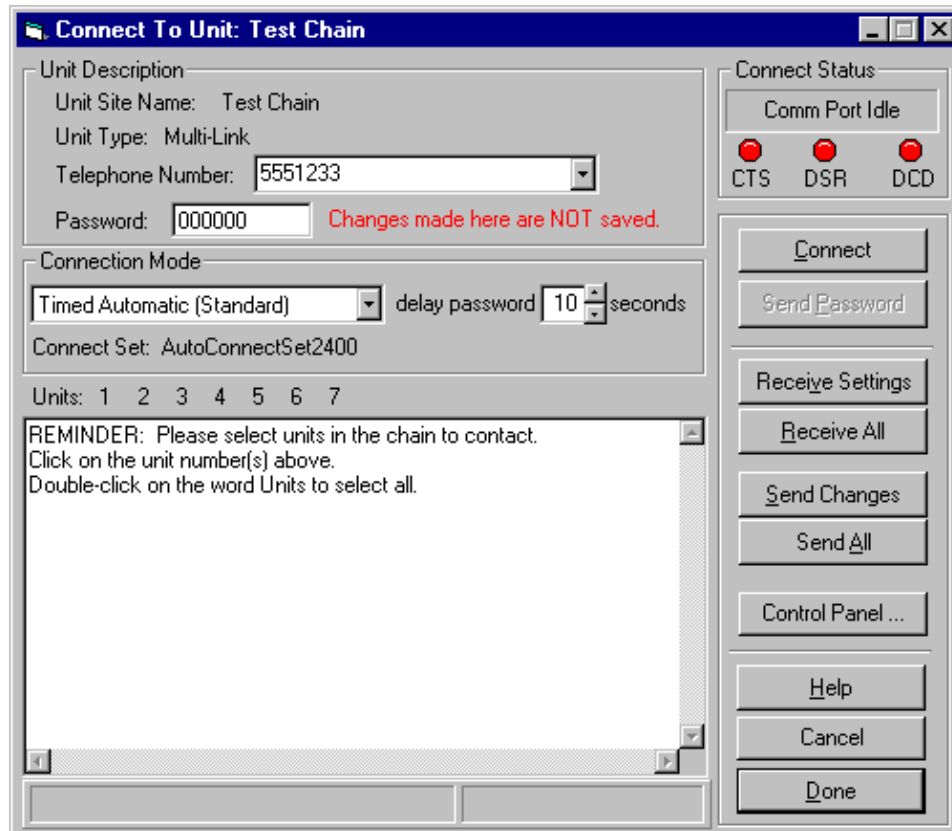 Connect To Unit: Test Chain
Unit Description
Unit Site Name: Test Chain
Unit Type: Multi-Link
Telephone Number: 5551233
Password: 000000 Changes made here are NOT saved.
Connection Mode
Timed Automatic (Standard) delay password 10 seconds
Connect Set: AutoConnectSet2400
Units: 1 2 3 4 5 6 7
REMINDER: Please select units in the chain to contact.
Click on the unit number(s) above.
Double-click on the word Units to select all.
Connect Status
Comm Port Idle
CTS DSR DCD
Connect
Send Password
Receive Settings
Receive All
Send Changes
Send All
Control Panel ...
Help
Cancel
Done